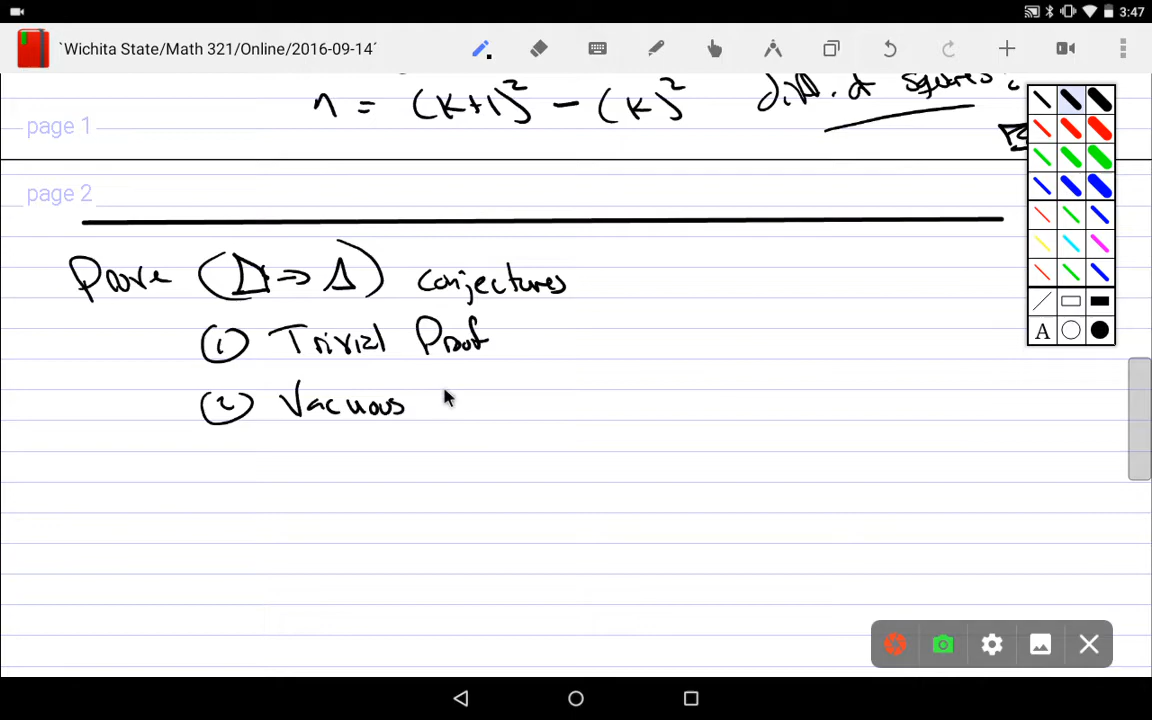 3:47
`Wichita State/Math 321/Online/2016-09-14´
n = (k+1)² − (k)² diff. of squares.
page 1
page 2
Prove (□ ⇒ Δ) conjectures
① Trivial Proof
② Vacuous
A